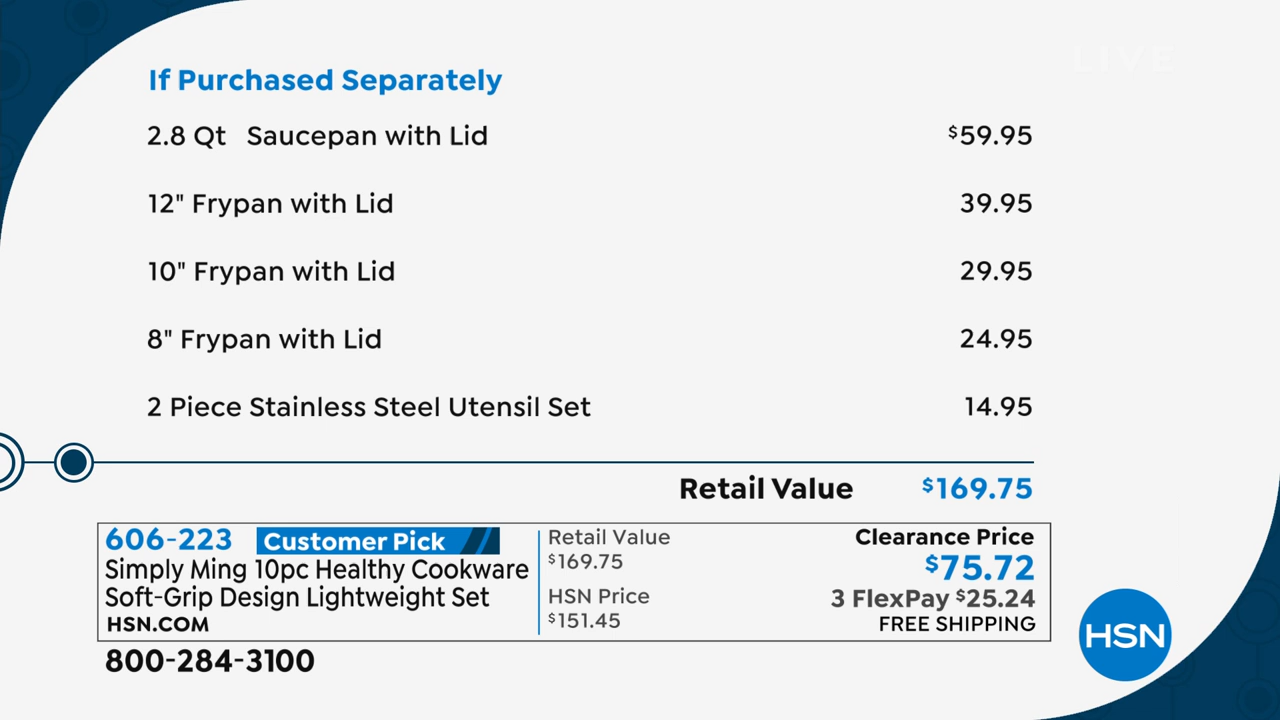 LIVE
If Purchased Separately
2.8 Qt Saucepan with Lid $59.95
12" Frypan with Lid 39.95
10" Frypan with Lid 29.95
8" Frypan with Lid 24.95
2 Piece Stainless Steel Utensil Set 14.95
Retail Value $169.75
606-223 Customer Pick
Simply Ming 10pc Healthy Cookware
Soft-Grip Design Lightweight Set
HSN.COM
Retail Value
$169.75
HSN Price
$151.45
Clearance Price
$75.72
3 FlexPay $25.24
FREE SHIPPING
800-284-3100
HSN